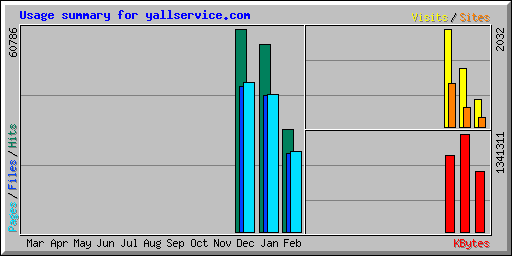 Usage summary for yallservice.com
Visits / Sites
60786
2032
Pages / Files / Hits
1341311
Mar Apr May Jun Jul Aug Sep Oct Nov Dec Jan Feb
KBytes